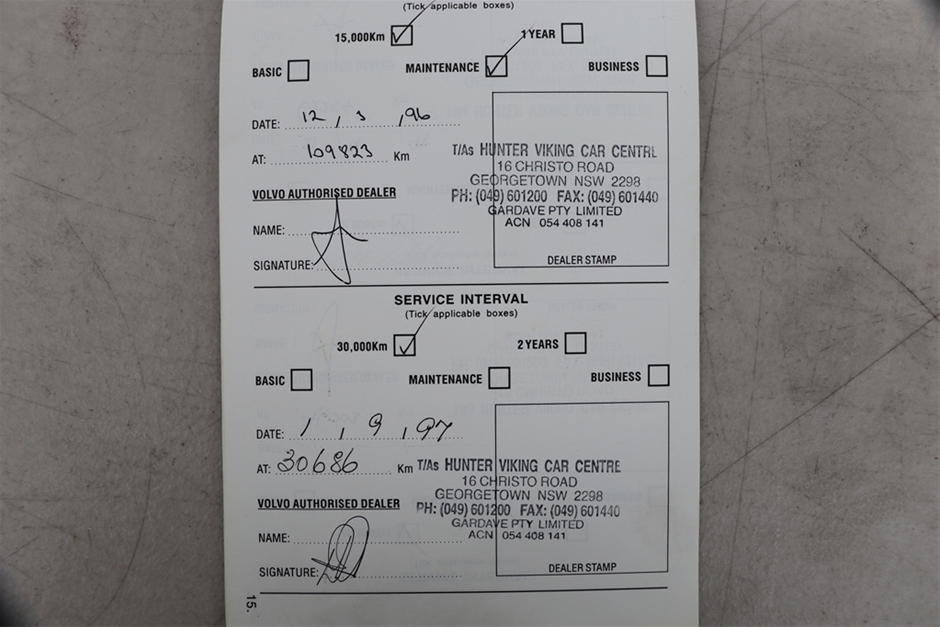 (Tick applicable boxes)
15,000Km 1 YEAR
BASIC MAINTENANCE BUSINESS
DATE: 12, 3, 96
AT: 109823 Km
T/As HUNTER VIKING CAR CENTRE
16 CHRISTO ROAD
GEORGETOWN NSW 2298
PH: (049) 601200 FAX: (049) 601440
GARDAVE PTY LIMITED
ACN 054 408 141
VOLVO AUTHORISED DEALER
NAME:
SIGNATURE:
DEALER STAMP
SERVICE INTERVAL
(Tick applicable boxes)
30,000Km 2 YEARS
BASIC MAINTENANCE BUSINESS
DATE: 1, 9, 97
AT: 30686 Km
T/As HUNTER VIKING CAR CENTRE
16 CHRISTO ROAD
GEORGETOWN NSW 2298
PH: (049) 601200 FAX: (049) 601440
GARDAVE PTY LIMITED
ACN 054 408 141
VOLVO AUTHORISED DEALER
NAME:
SIGNATURE:
DEALER STAMP
15.